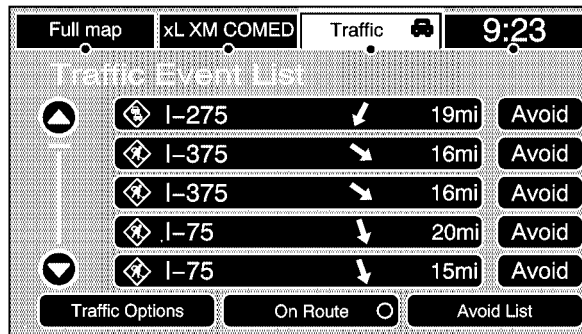 Full map xL XM COMED Traffic 9:23
Traffic Event List
I-275 19mi Avoid
I-375 16mi Avoid
I-375 16mi Avoid
I-75 20mi Avoid
I-75 15mi Avoid
Traffic Options On Route Avoid List